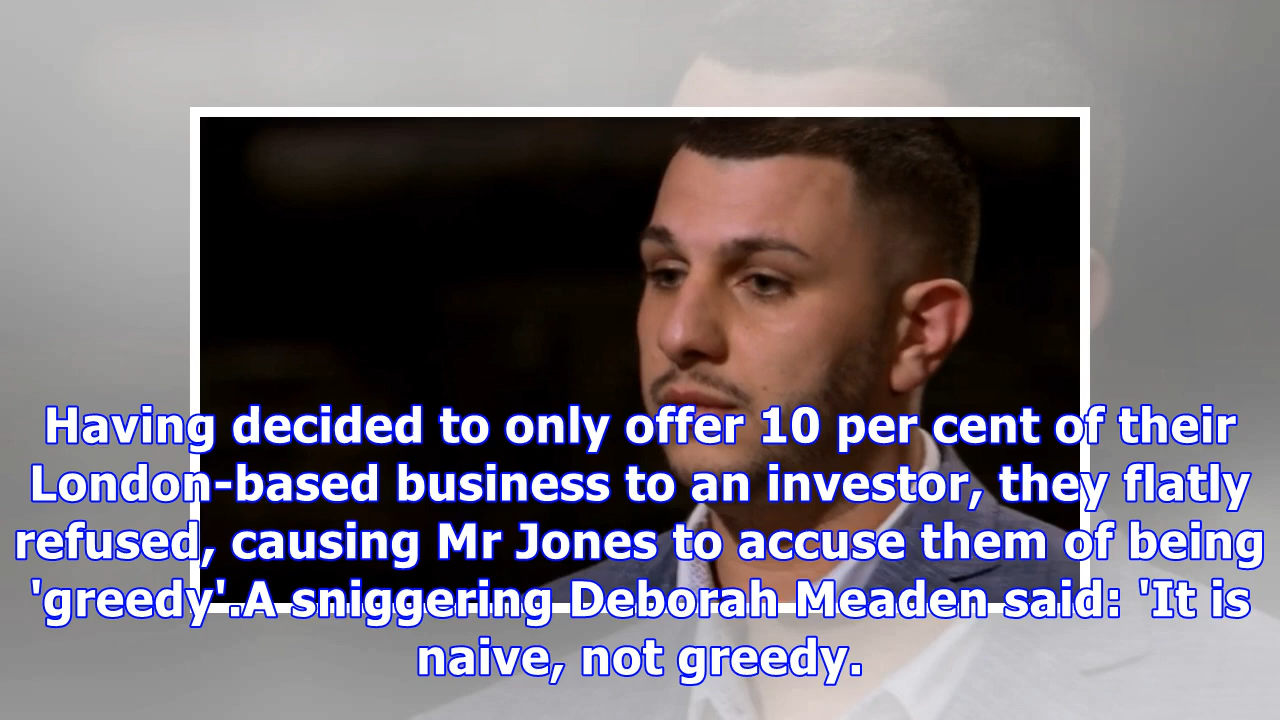 Having decided to only offer 10 per cent of their
London-based business to an investor, they flatly
refused, causing Mr Jones to accuse them of being
'greedy'.A sniggering Deborah Meaden said: 'It is
naive, not greedy.